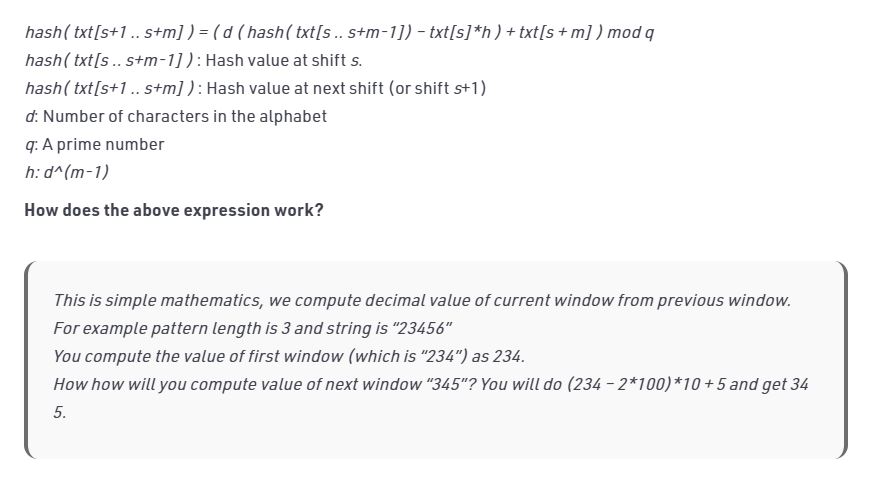 hash( txt[s+1 .. s+m] ) = ( d ( hash( txt[s .. s+m-1]) – txt[s]*h ) + txt[s + m] ) mod q
hash( txt[s .. s+m-1] ) : Hash value at shift s.
hash( txt[s+1 .. s+m] ) : Hash value at next shift (or shift s+1)
d: Number of characters in the alphabet
q: A prime number
h: d^(m-1)
How does the above expression work?
This is simple mathematics, we compute decimal value of current window from previous window.
For example pattern length is 3 and string is “23456”
You compute the value of first window (which is “234”) as 234.
How how will you compute value of next window “345”? You will do (234 – 2*100)*10 + 5 and get 34
5.